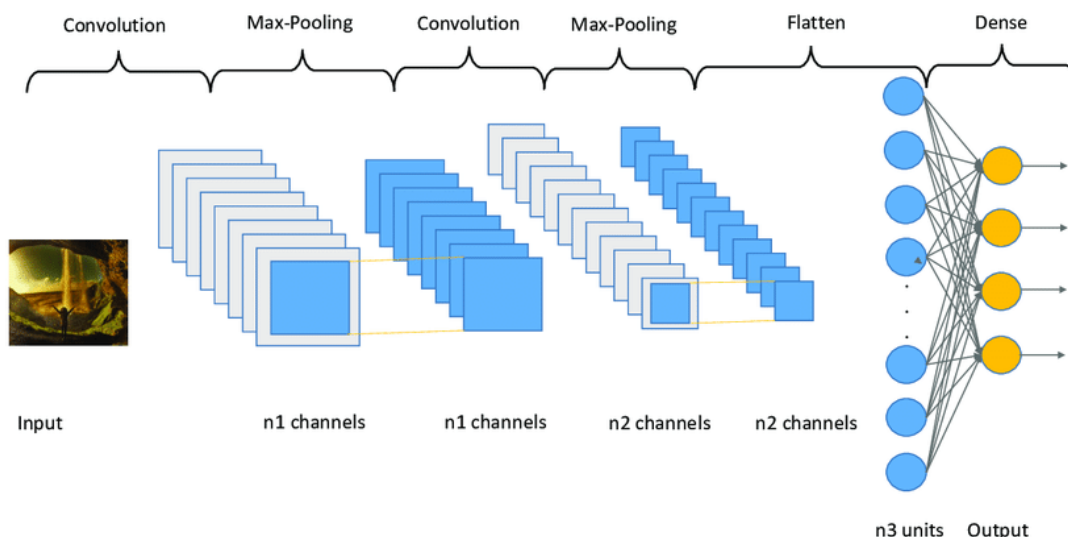 Convolution Max-Pooling Convolution Max-Pooling Flatten Dense
Input n1 channels n1 channels n2 channels n2 channels
n3 units Output